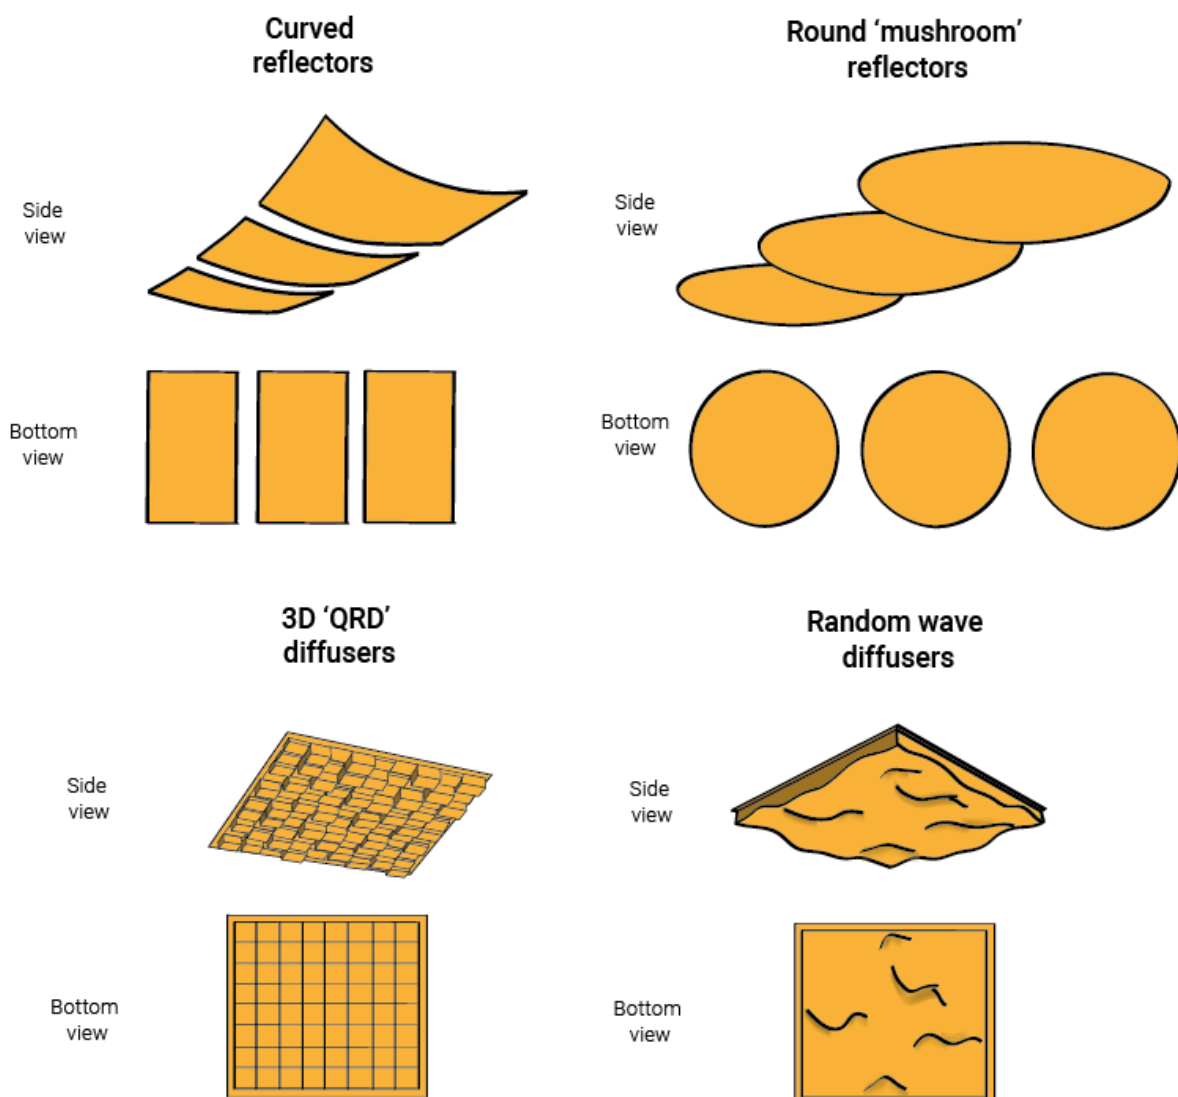 Curved
reflectors
Side
view
Bottom
view
Round ‘mushroom’
reflectors
Side
view
Bottom
view
3D ‘QRD’
diffusers
Side
view
Bottom
view
Random wave
diffusers
Side
view
Bottom
view